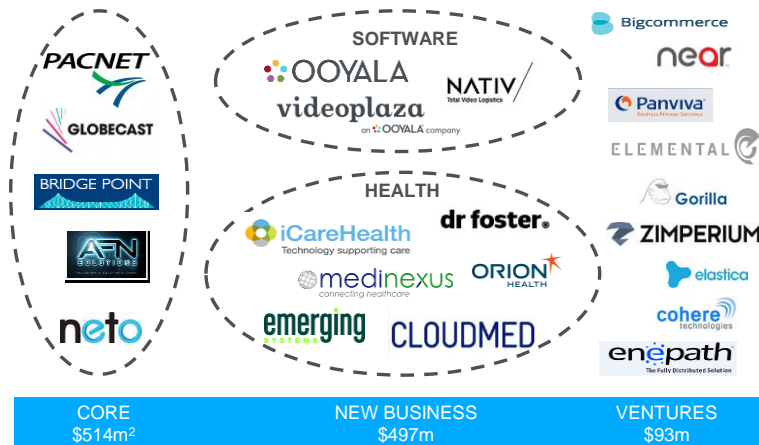 PACNET
GLOBECAST
BRIDGE POINT
AFN
SOLUTIONS
neto
SOFTWARE
OOYALA
NATIV
Total Video Logistics
videoplaza
an OOYALA company
HEALTH
iCareHealth
Technology supporting care
dr foster.
medinexus
connecting healthcare
ORION
HEALTH
emerging
SYSTEMS
CLOUDMED
Bigcommerce
near
Panviva
Business Process Guidance
ELEMENTAL
Gorilla
ZIMPERIUM
elastica
cohere
technologies
enepath
The Fully Distributed Solution
CORE
$514m²
NEW BUSINESS
$497m
VENTURES
$93m